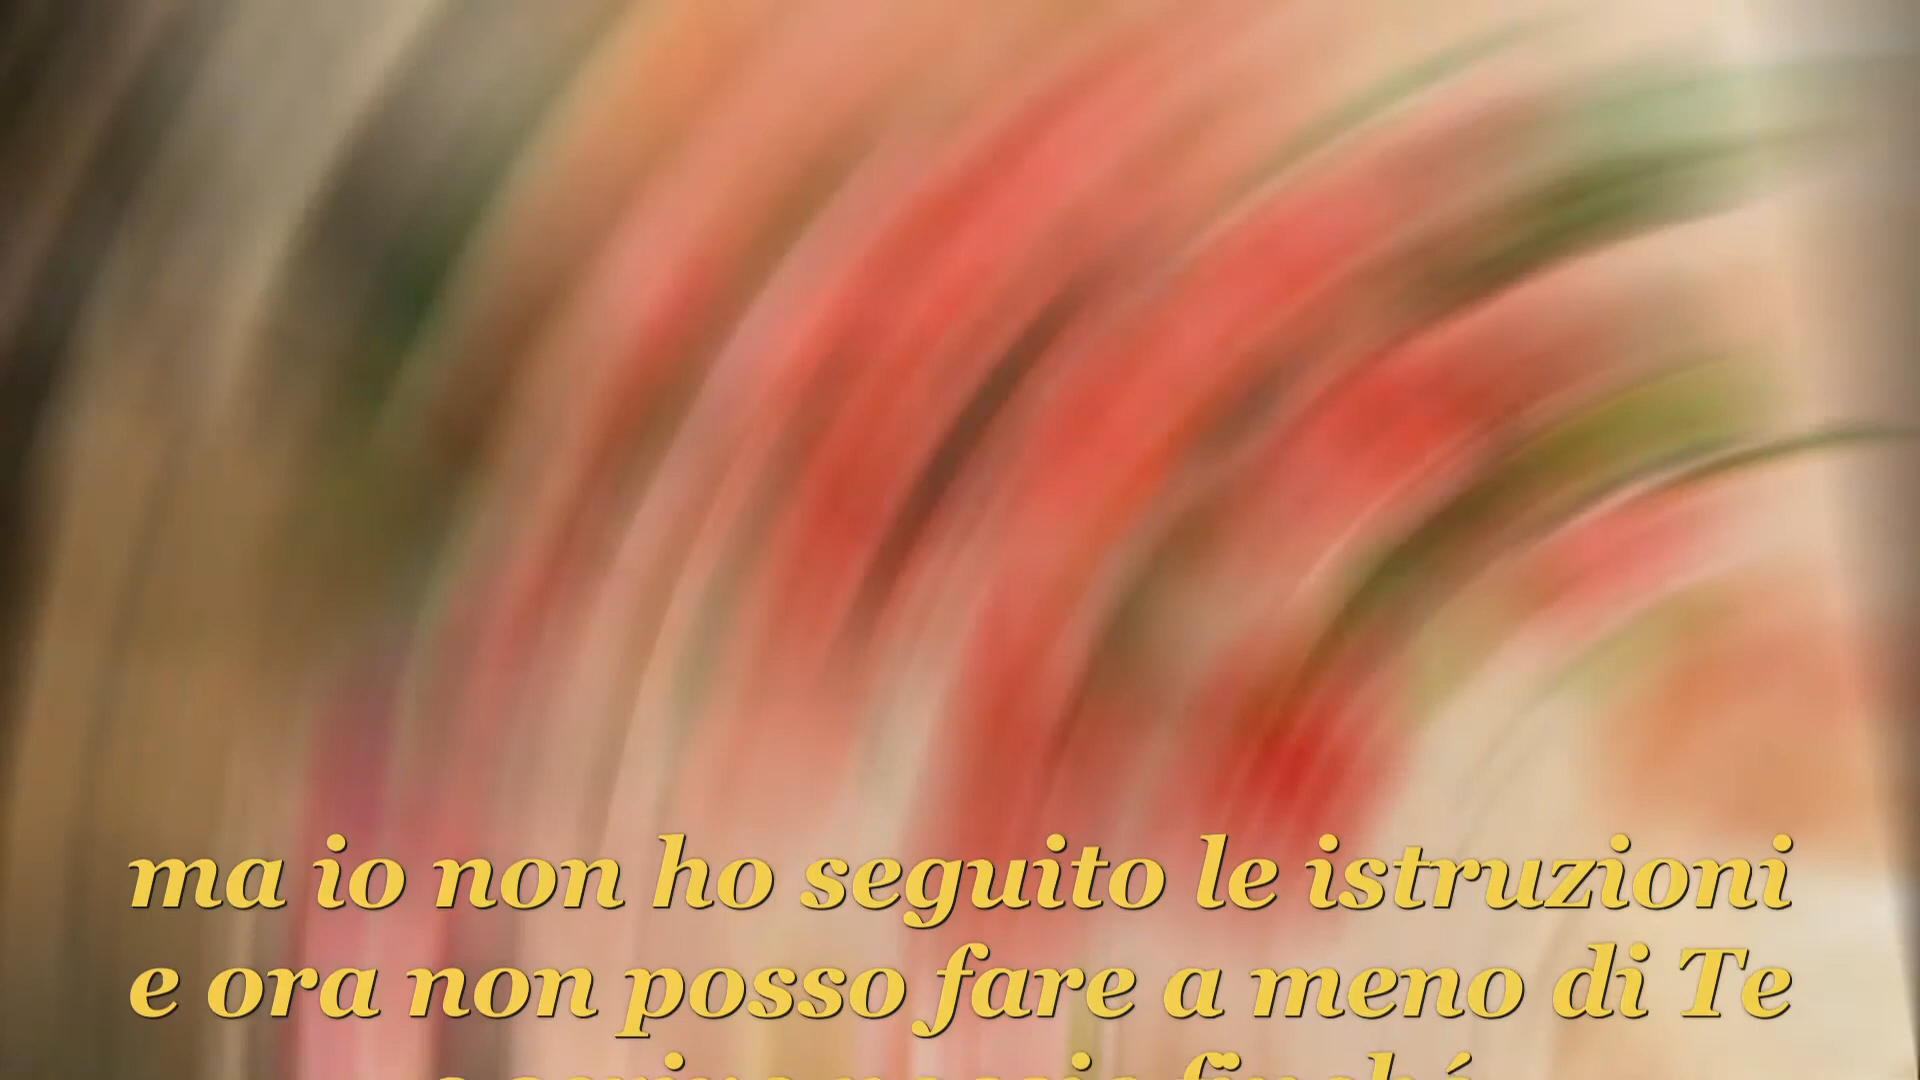 ma io non ho seguito le istruzioni
e ora non posso fare a meno di Te